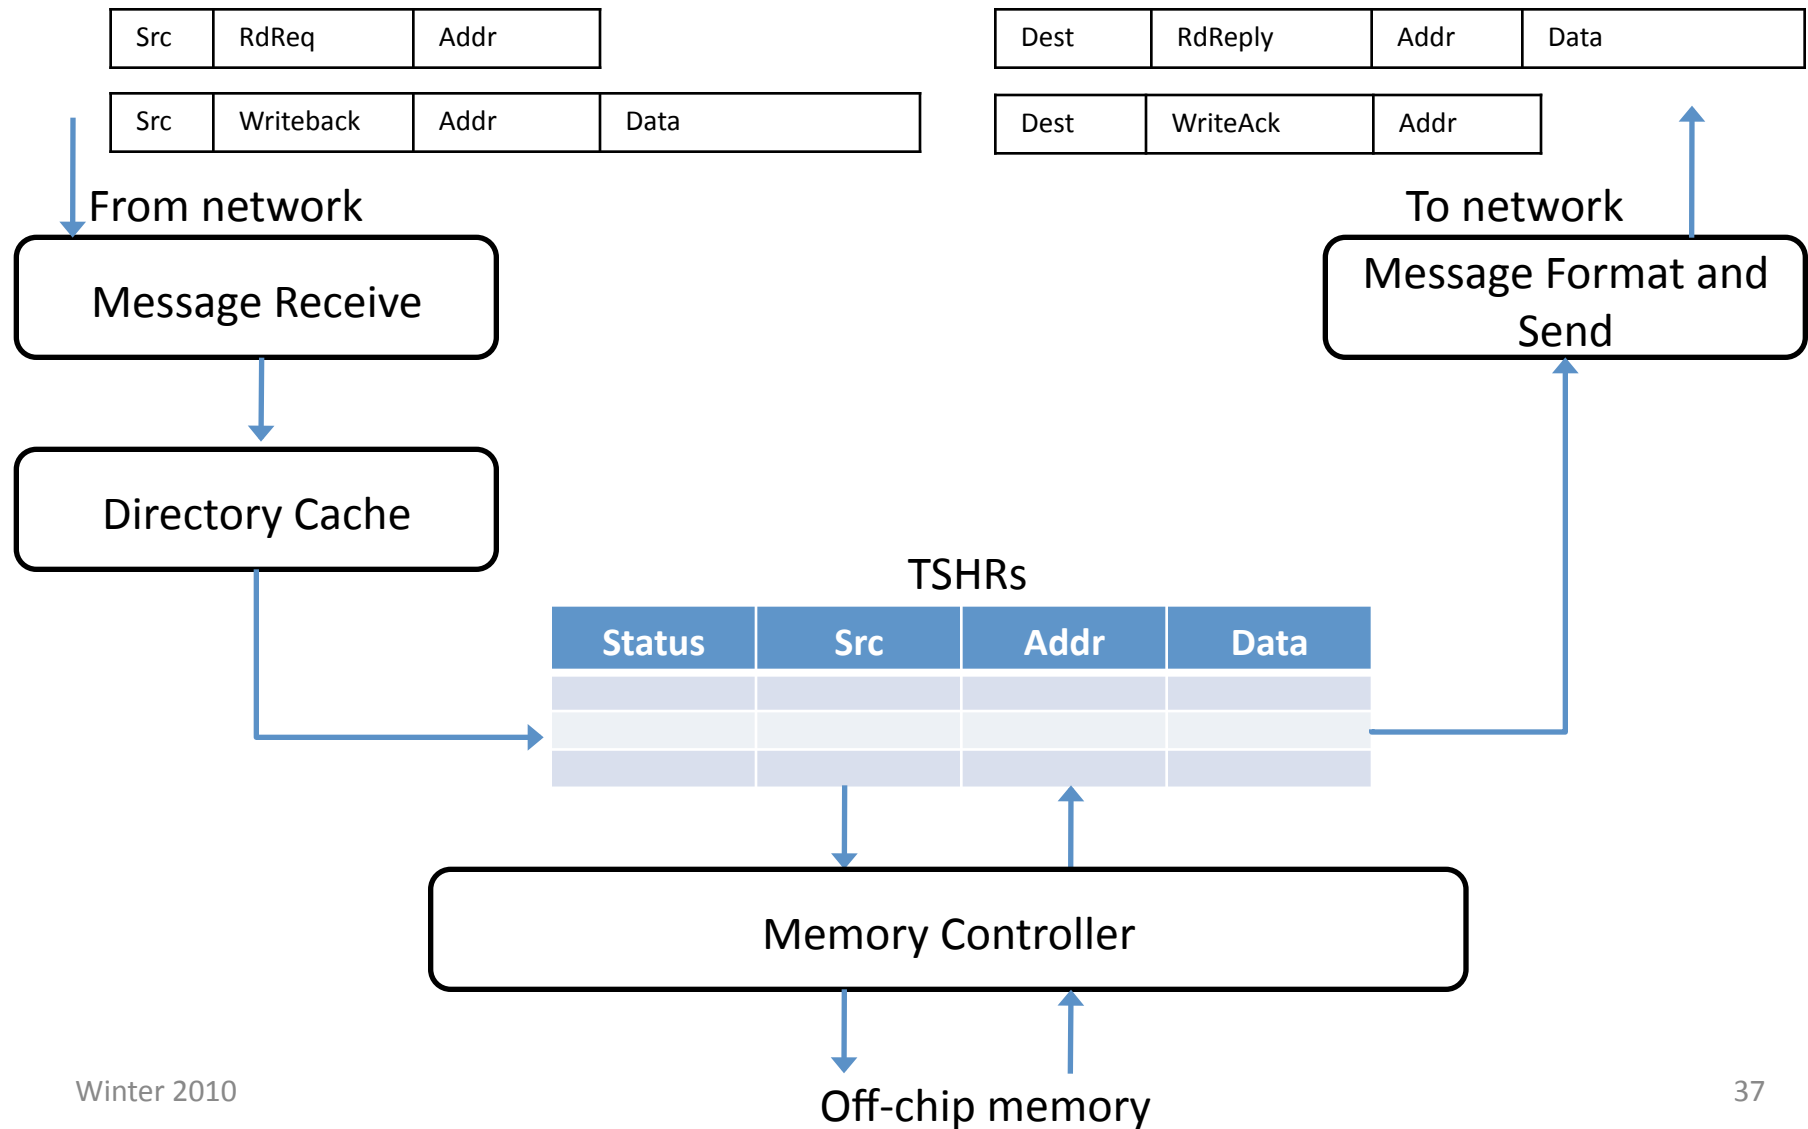 Src RdReq Addr
Dest RdReply Addr Data
Src Writeback Addr Data
Dest WriteAck Addr
From network
To network
Message Receive
Message Format and
Send
Directory Cache
TSHRs
Status Src Addr Data
Memory Controller
Off-chip memory
Winter 2010
37